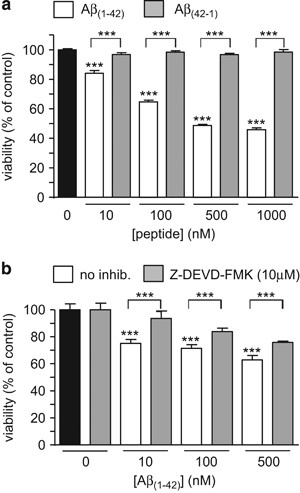 a
Aβ(1-42) Aβ(42-1)
*** *** *** ***
viability (% of control)
100
80
60
40
20
0
*** *** *** ***
0 10 100 500 1000
[peptide] (nM)
b
no inhib. Z-DEVD-FMK (10μM)
*** *** ***
viability (% of control)
100
80
60
40
20
0
*** *** ***
0 10 100 500
[Aβ(1-42)] (nM)